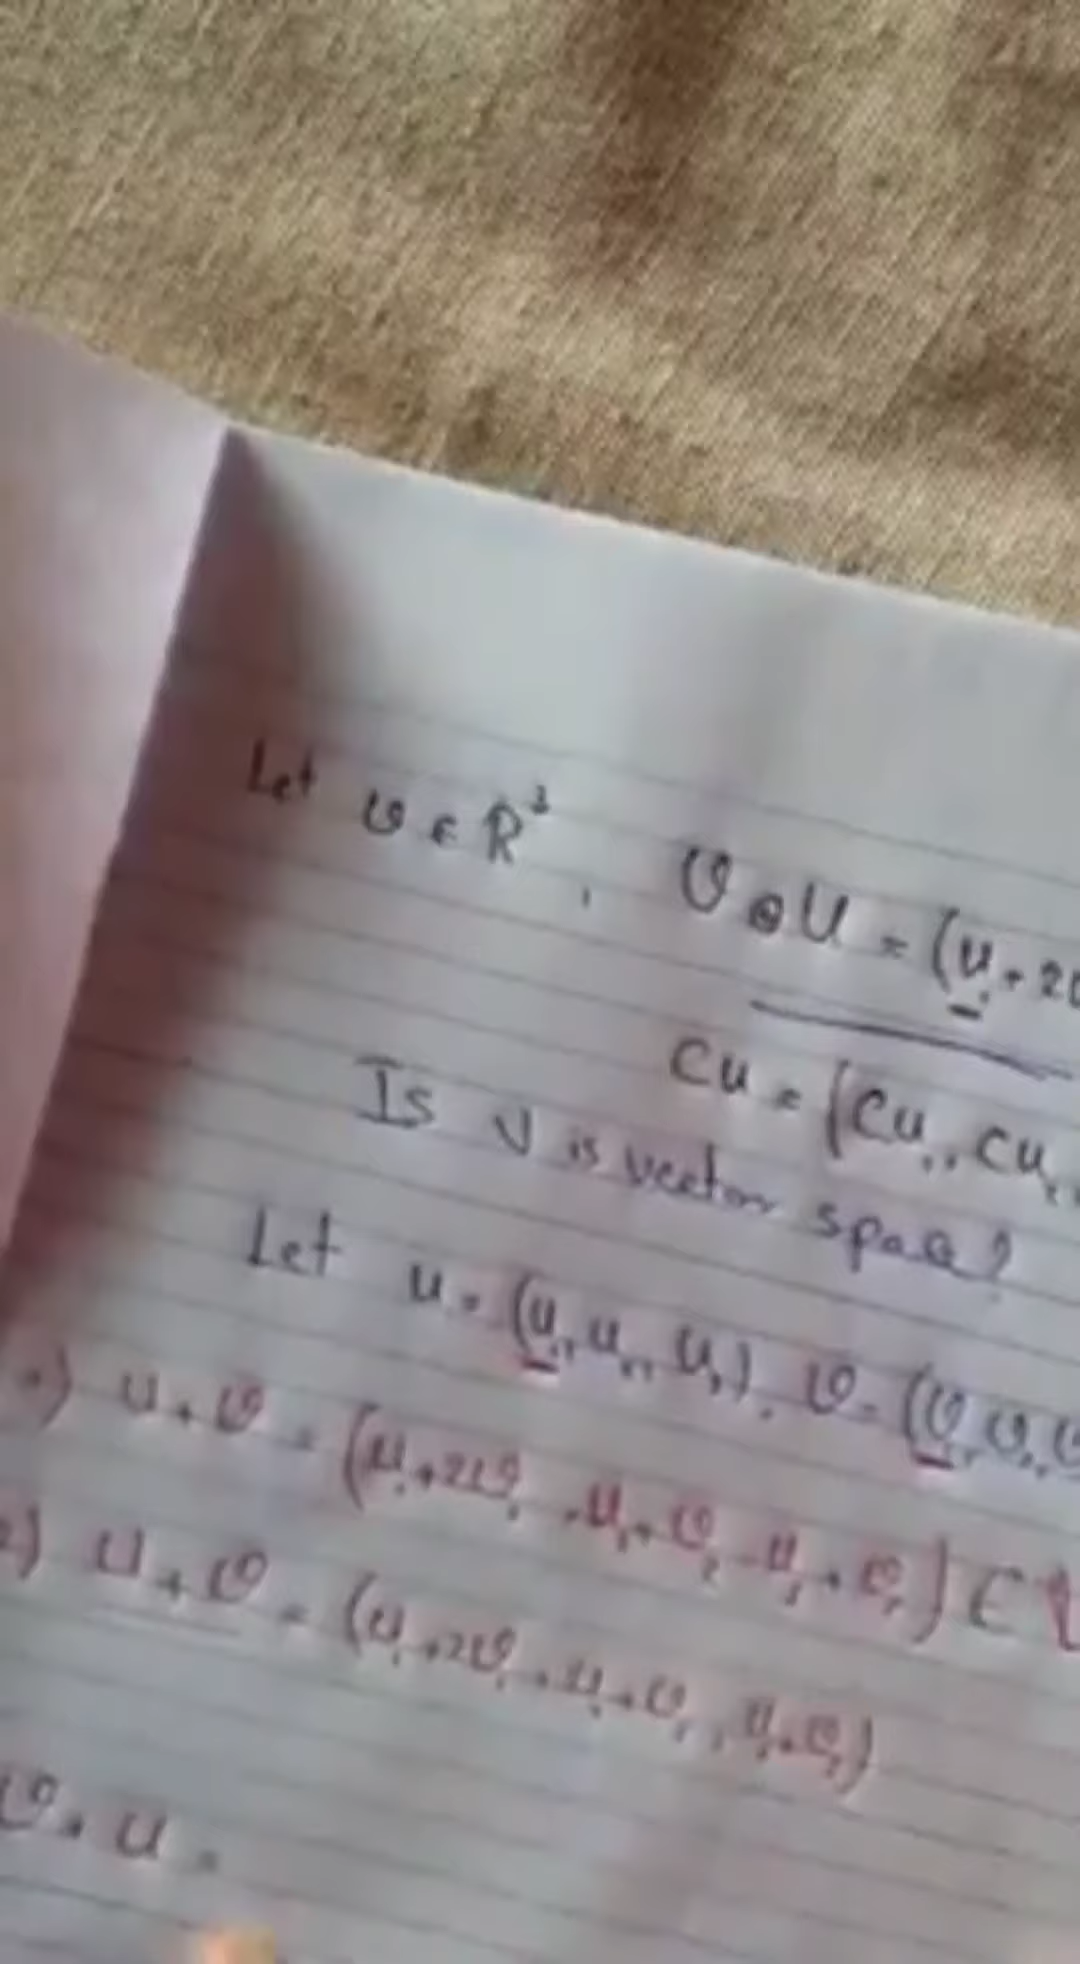 Let v ∈ R³, V ⊕ U = (u₁ + 2v
Cu = (Cu₁, Cu₂,
Is V is vector space?
Let u = (u₁, u₂, u₃), v = (v₁, v₂, v
1) u + v = (u₁ + 2v₁, u₂ + v₂, u₃ + v₃) ∈ V
2) u + v = (u₁ + 2v₁, u₂ + v₂, u₃ + v₃)
v + u =